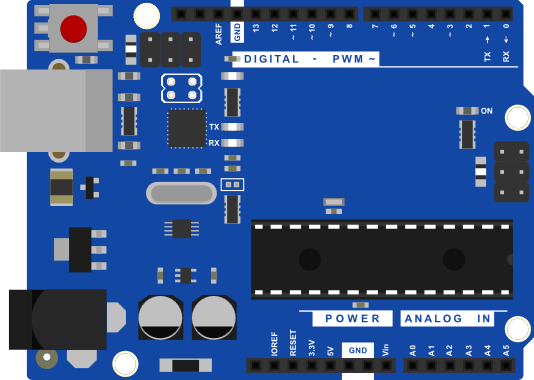 AREF
GND
13
12
~ 11
~ 10
~ 9
8
7
~ 6
~ 5
4
~ 3
2
TX → 1
RX ← 0
DIGITAL - PWM ~
TX
RX
ON
POWER
ANALOG IN
IOREF
RESET
3.3V
5V
GND
Vin
A0
A1
A2
A3
A4
A5